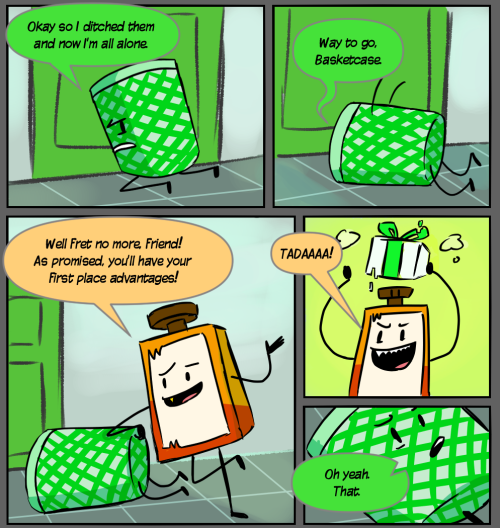 Okay so I ditched them
and now I'm all alone.
Way to go,
Basketcase.
Well Fret no more, Friend!
As promised, you'll have your
First place advantages!
TADAAAA!
Oh yeah.
That.